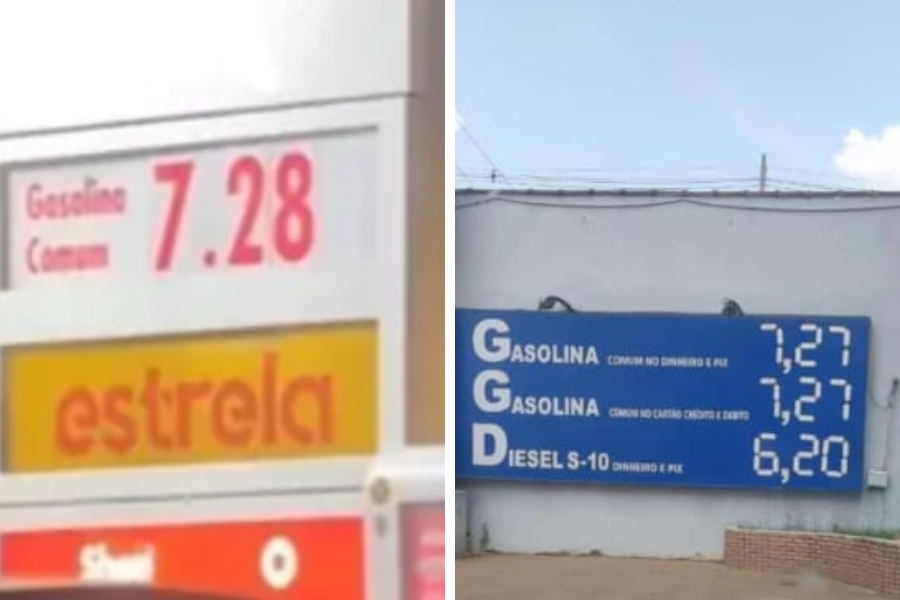 Gasolina
Comum
7.28
estrela
Shell
GASOLINA COMUM NO DINHEIRO E PIX 7,27
GASOLINA COMUM NO CARTÃO CRÉDITO E DEBITO 7,27
DIESEL S-10 DINHEIRO E PIX 6,20